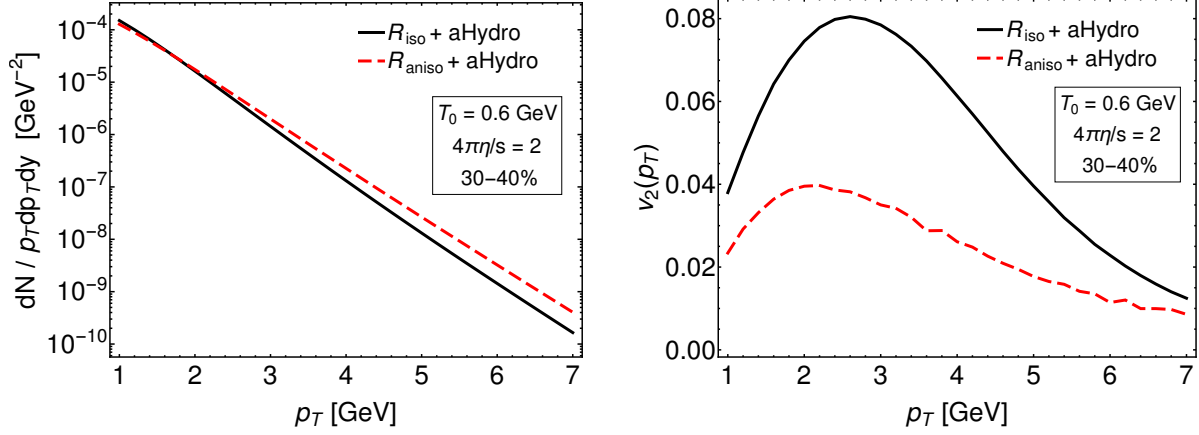 dN / p_T dp_T dy [GeV⁻²]
10⁻⁴
10⁻⁵
10⁻⁶
10⁻⁷
10⁻⁸
10⁻⁹
10⁻¹⁰
R_iso + aHydro
R_aniso + aHydro
T₀ = 0.6 GeV
4πη/s = 2
30–40%
1 2 3 4 5 6 7
p_T [GeV]
v₂(p_T)
0.08
0.06
0.04
0.02
0.00
R_iso + aHydro
R_aniso + aHydro
T₀ = 0.6 GeV
4πη/s = 2
30–40%
1 2 3 4 5 6 7
p_T [GeV]